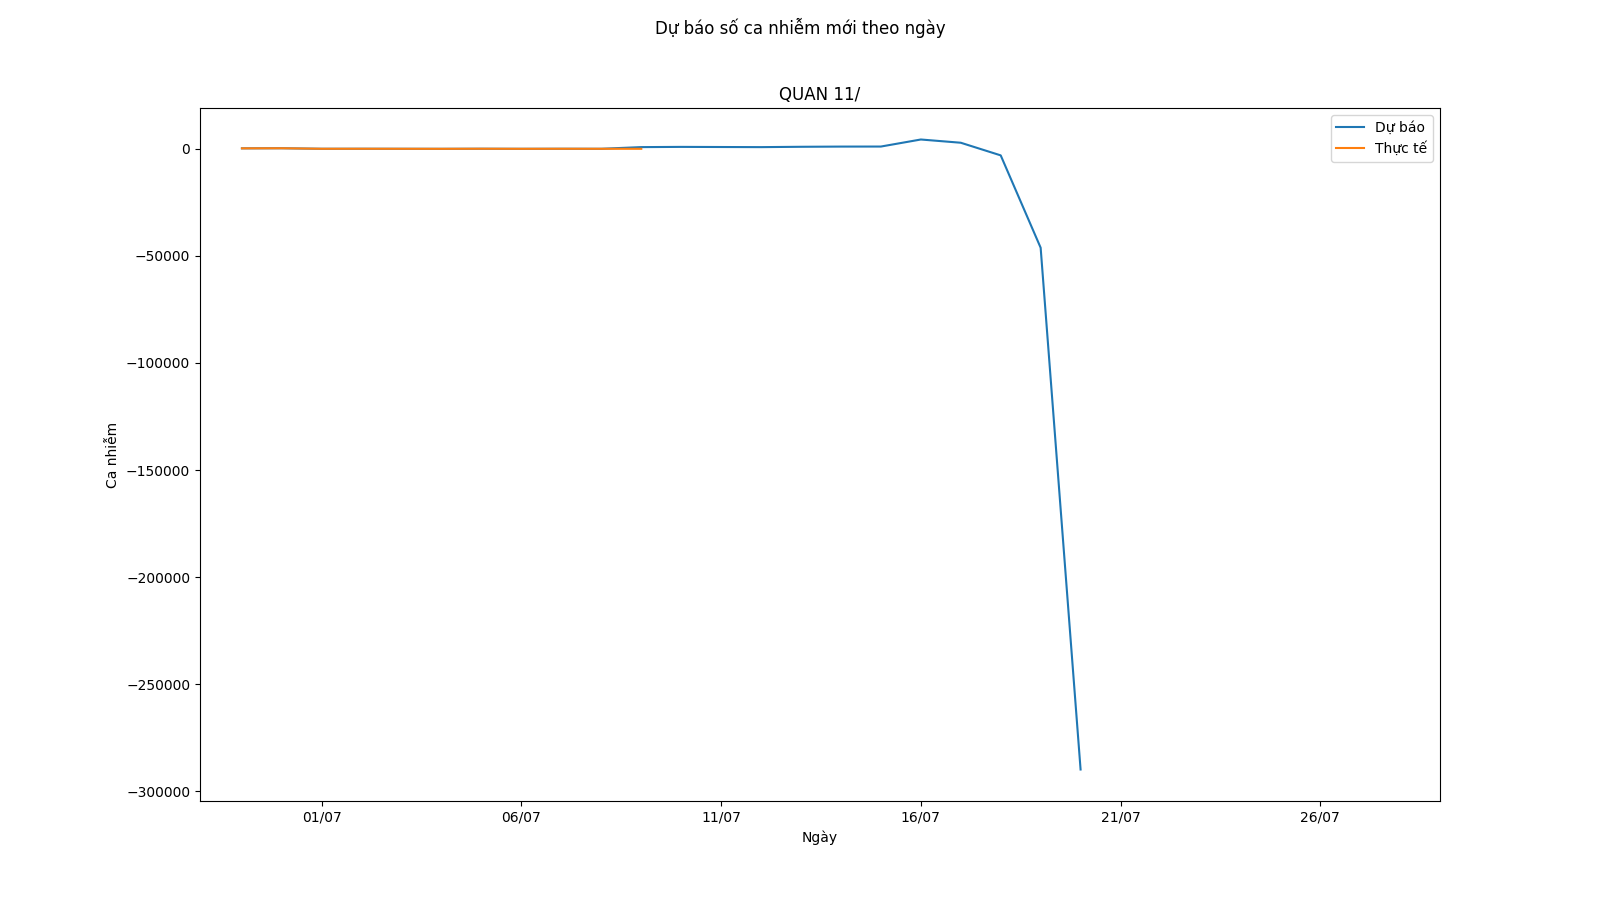 Dự báo số ca nhiễm mới theo ngày
QUAN 11/
Dự báo
Thực tế
0
−50000
−100000
−150000
−200000
−250000
−300000
Ca nhiễm
01/07 06/07 11/07 16/07 21/07 26/07
Ngày